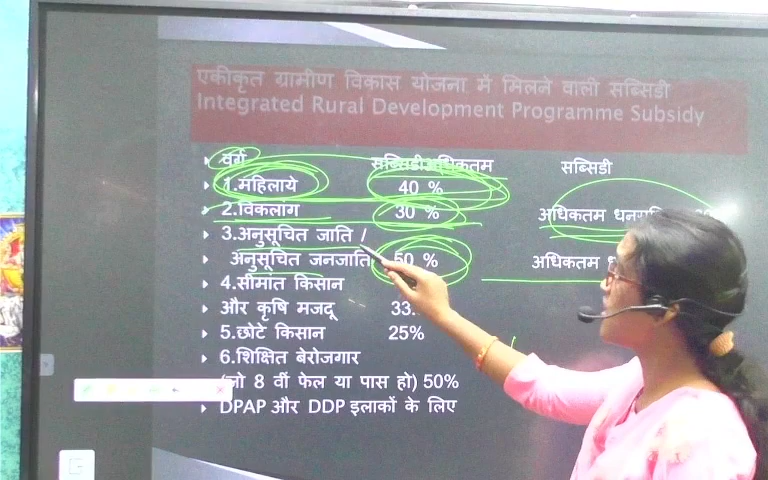 एकीकृत ग्रामीण विकास योजना में मिलने वाली सब्सिडी
Integrated Rural Development Programme Subsidy
वर्ग सब्सिडीअधिकतम सब्सिडी
1.महिलाये 40 %
2.विकलांग 30 % अधिकतम
3.अनुसूचित जाति /
अनुसूचित जनजाति 50 % अधिकतम
4.सीमांत किसान
और कृषि मजदू 33.
5.छोटे किसान 25%
6.शिक्षित बेरोजगार
(जो 8 वीं फेल या पास हो) 50%
DPAP और DDP इलाकों के लिए